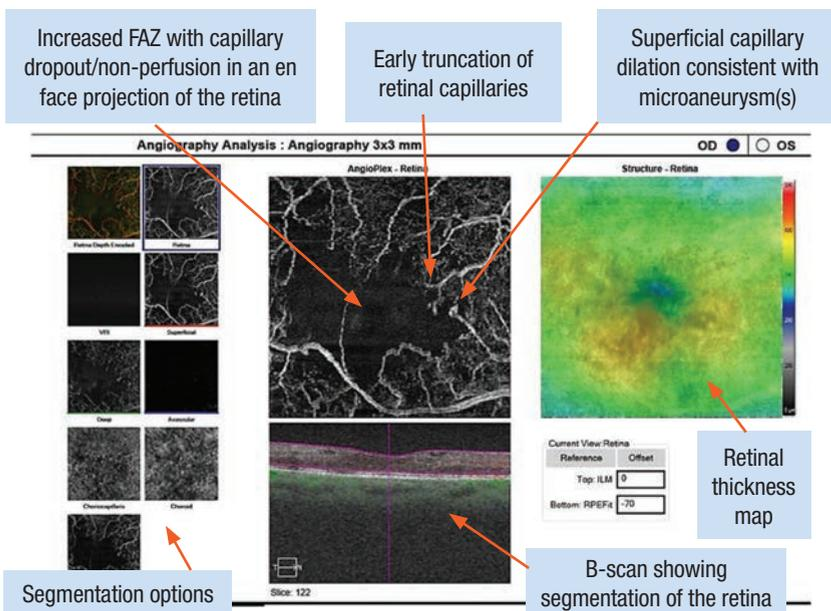 Increased FAZ with capillary
dropout/non-perfusion in an en
face projection of the retina
Early truncation of
retinal capillaries
Superficial capillary
dilation consistent with
microaneurysm(s)
Angiography Analysis : Angiography 3x3 mm
OD OS
AngioPlex - Retina
Structure - Retina
Retina Depth Encoded
Retina
VRI
Superficial
Deep
Avascular
Choriocapillaris
Choroid
Current View: Retina
Reference Offset
Top: ILM 0
Bottom: RPEFit -70
Retinal
thickness
map
Slice: 122
Segmentation options
B-scan showing
segmentation of the retina